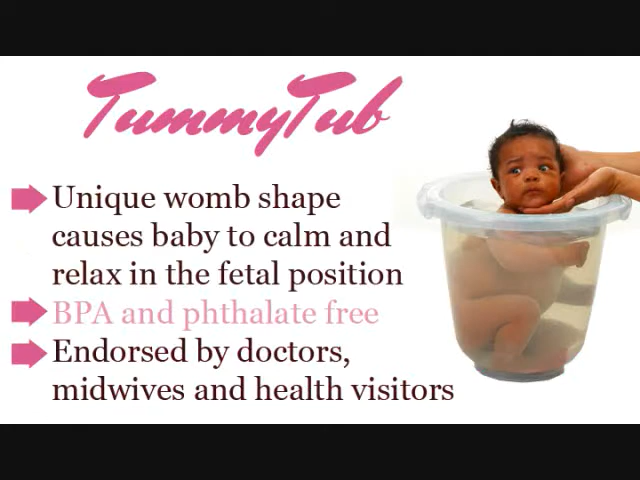 TummyTub
Unique womb shape
causes baby to calm and
relax in the fetal position
BPA and phthalate free
Endorsed by doctors,
midwives and health visitors